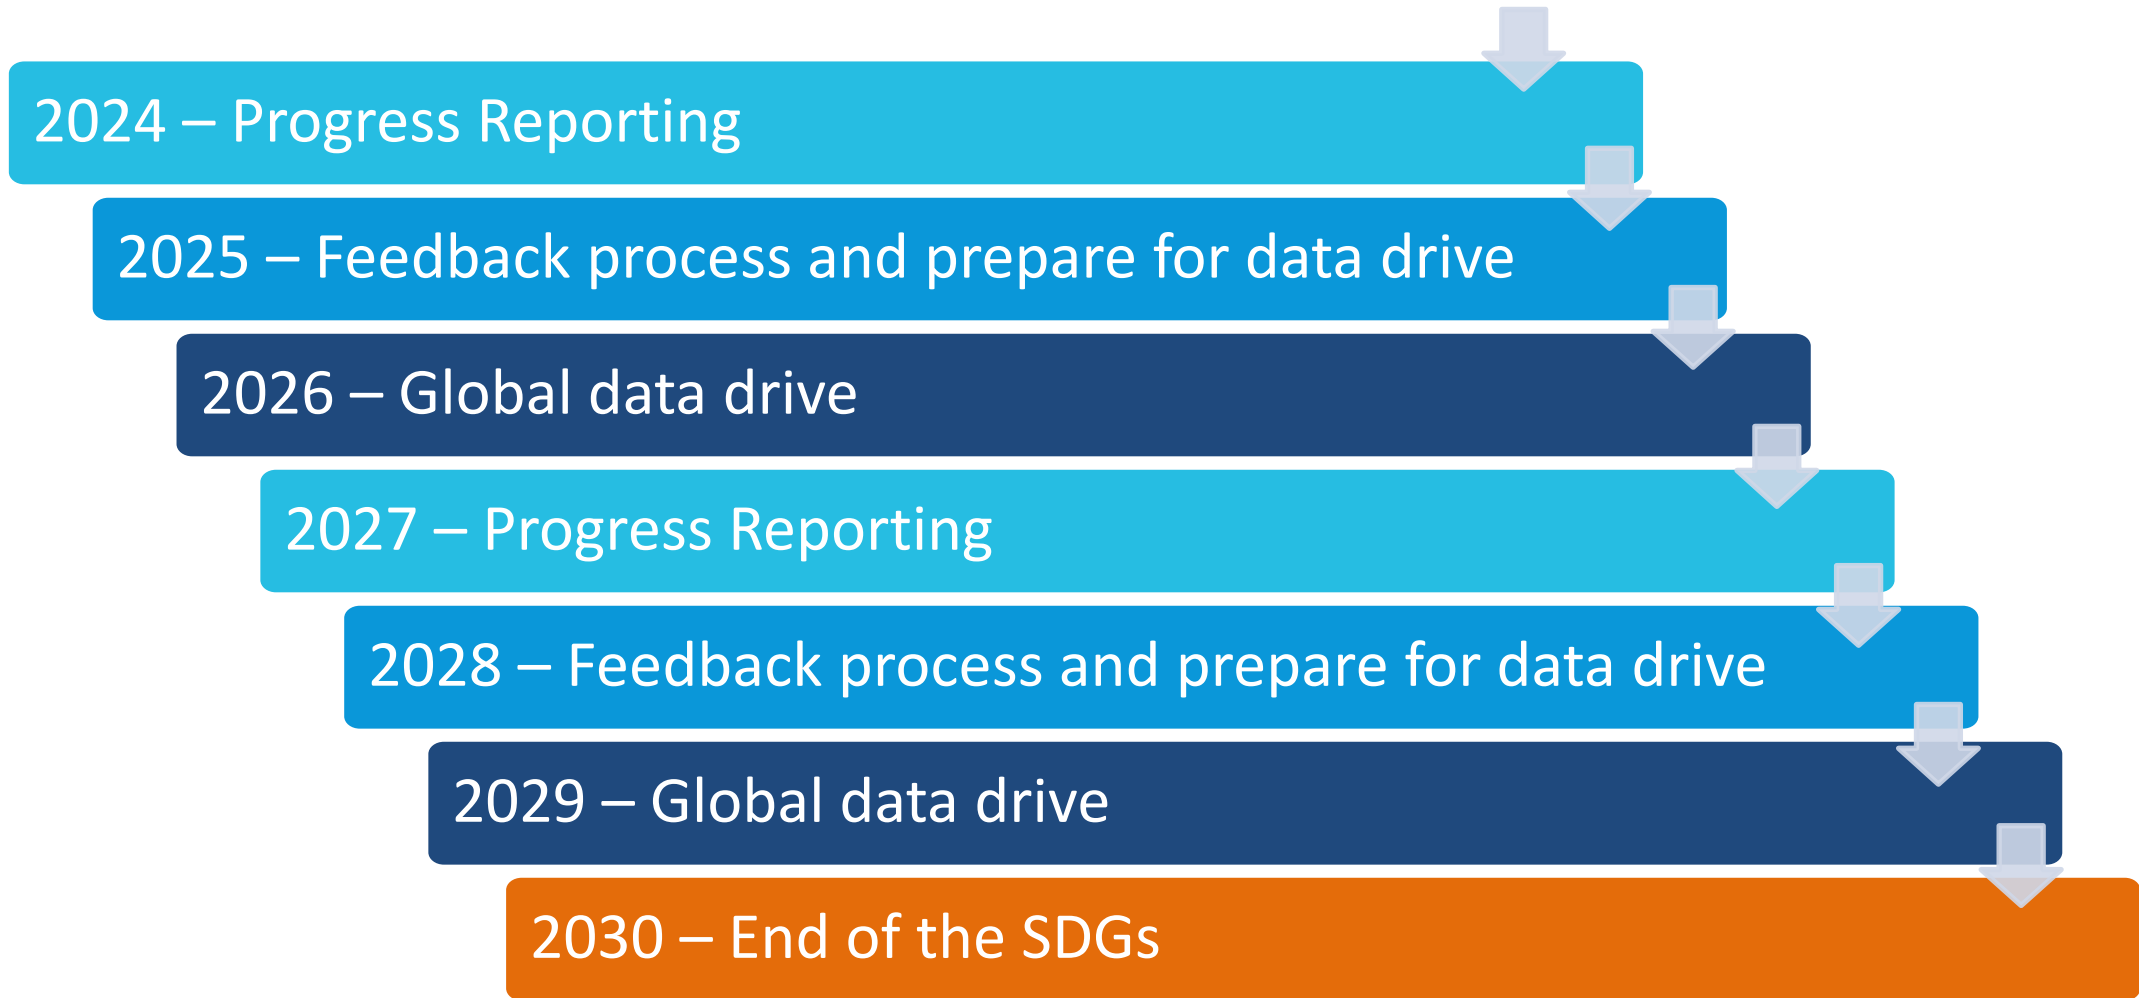 2024 – Progress Reporting
2025 – Feedback process and prepare for data drive
2026 – Global data drive
2027 – Progress Reporting
2028 – Feedback process and prepare for data drive
2029 – Global data drive
2030 – End of the SDGs